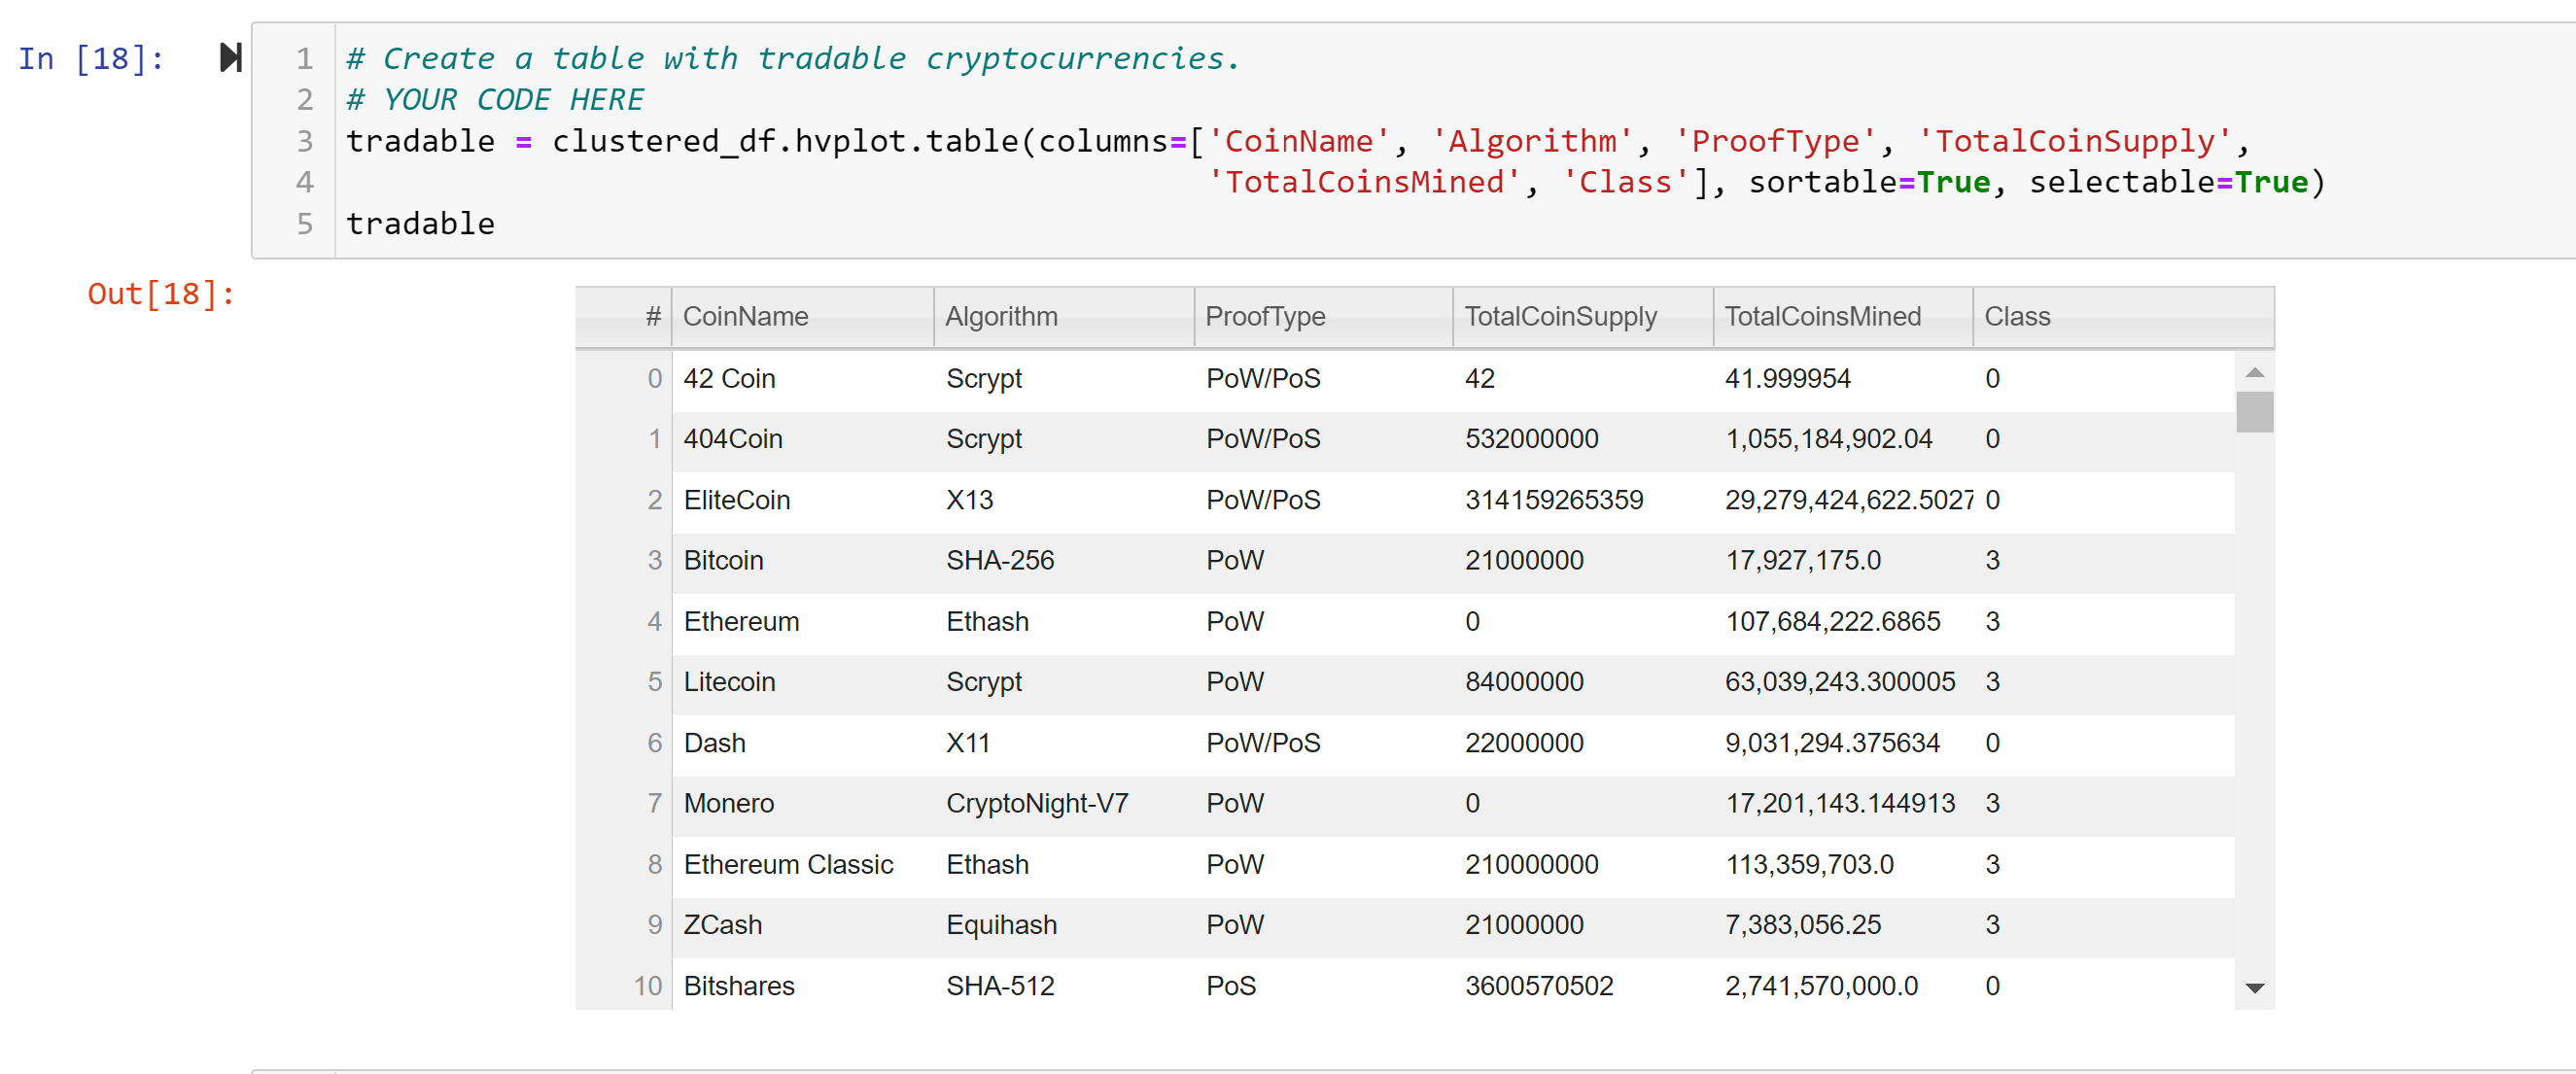 In [18]:
1 # Create a table with tradable cryptocurrencies.
2 # YOUR CODE HERE
3 tradable = clustered_df.hvplot.table(columns=['CoinName', 'Algorithm', 'ProofType', 'TotalCoinSupply',
4 'TotalCoinsMined', 'Class'], sortable=True, selectable=True)
5 tradable
Out[18]:
# CoinName Algorithm ProofType TotalCoinSupply TotalCoinsMined Class
0 42 Coin Scrypt PoW/PoS 42 41.999954 0
1 404Coin Scrypt PoW/PoS 532000000 1,055,184,902.04 0
2 EliteCoin X13 PoW/PoS 314159265359 29,279,424,622.5027 0
3 Bitcoin SHA-256 PoW 21000000 17,927,175.0 3
4 Ethereum Ethash PoW 0 107,684,222.6865 3
5 Litecoin Scrypt PoW 84000000 63,039,243.300005 3
6 Dash X11 PoW/PoS 22000000 9,031,294.375634 0
7 Monero CryptoNight-V7 PoW 0 17,201,143.144913 3
8 Ethereum Classic Ethash PoW 210000000 113,359,703.0 3
9 ZCash Equihash PoW 21000000 7,383,056.25 3
10 Bitshares SHA-512 PoS 3600570502 2,741,570,000.0 0